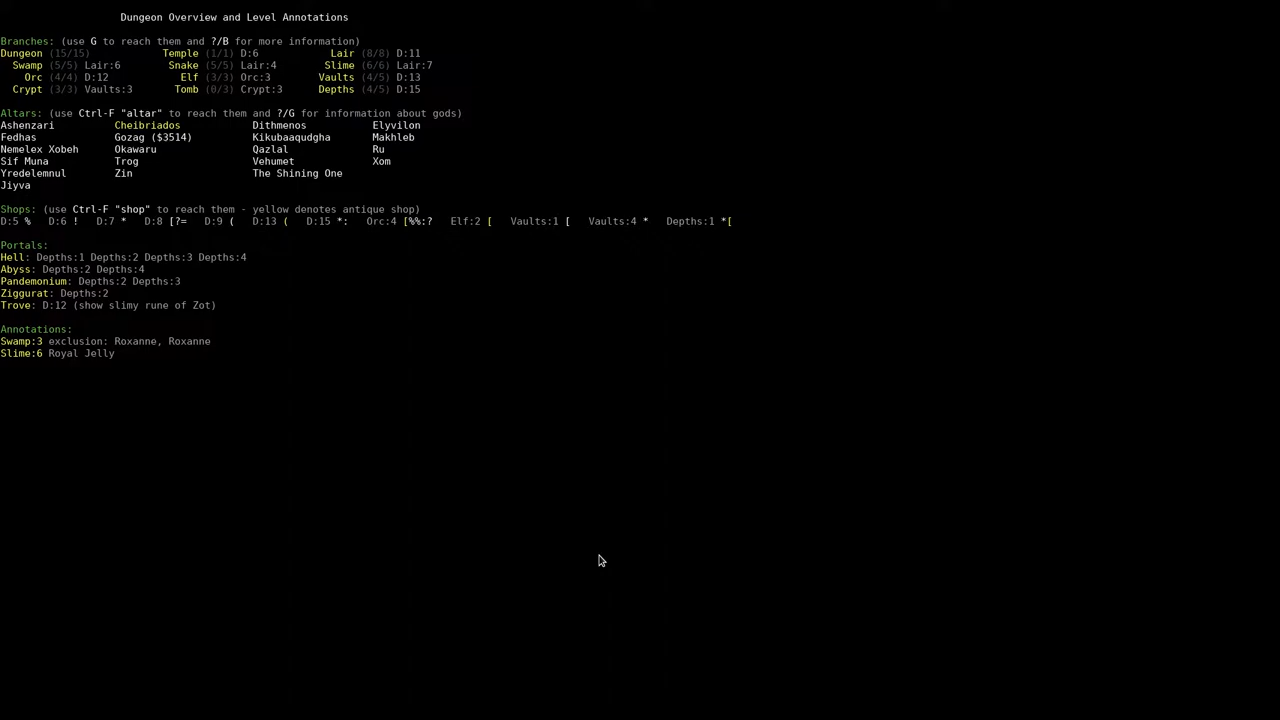 Dungeon Overview and Level Annotations
Branches: (use G to reach them and ?/B for more information)
Dungeon (15/15) Temple (1/1) D:6 Lair (8/8) D:11
Swamp (5/5) Lair:6 Snake (5/5) Lair:4 Slime (6/6) Lair:7
Orc (4/4) D:12 Elf (3/3) Orc:3 Vaults (4/5) D:13
Crypt (3/3) Vaults:3 Tomb (0/3) Crypt:3 Depths (4/5) D:15
Altars: (use Ctrl-F "altar" to reach them and ?/G for information about gods)
Ashenzari Cheibriados Dithmenos Elyvilon
Fedhas Gozag ($3514) Kikubaaqudgha Makhleb
Nemelex Xobeh Okawaru Qazlal Ru
Sif Muna Trog Vehumet Xom
Yredelemnul Zin The Shining One
Jiyva
Shops: (use Ctrl-F "shop" to reach them - yellow denotes antique shop)
D:5 % D:6 ! D:7 * D:8 [?= D:9 ( D:13 ( D:15 *: Orc:4 [%%:? Elf:2 [ Vaults:1 [ Vaults:4 * Depths:1 *[
Portals:
Hell: Depths:1 Depths:2 Depths:3 Depths:4
Abyss: Depths:2 Depths:4
Pandemonium: Depths:2 Depths:3
Ziggurat: Depths:2
Trove: D:12 (show slimy rune of Zot)
Annotations:
Swamp:3 exclusion: Roxanne, Roxanne
Slime:6 Royal Jelly